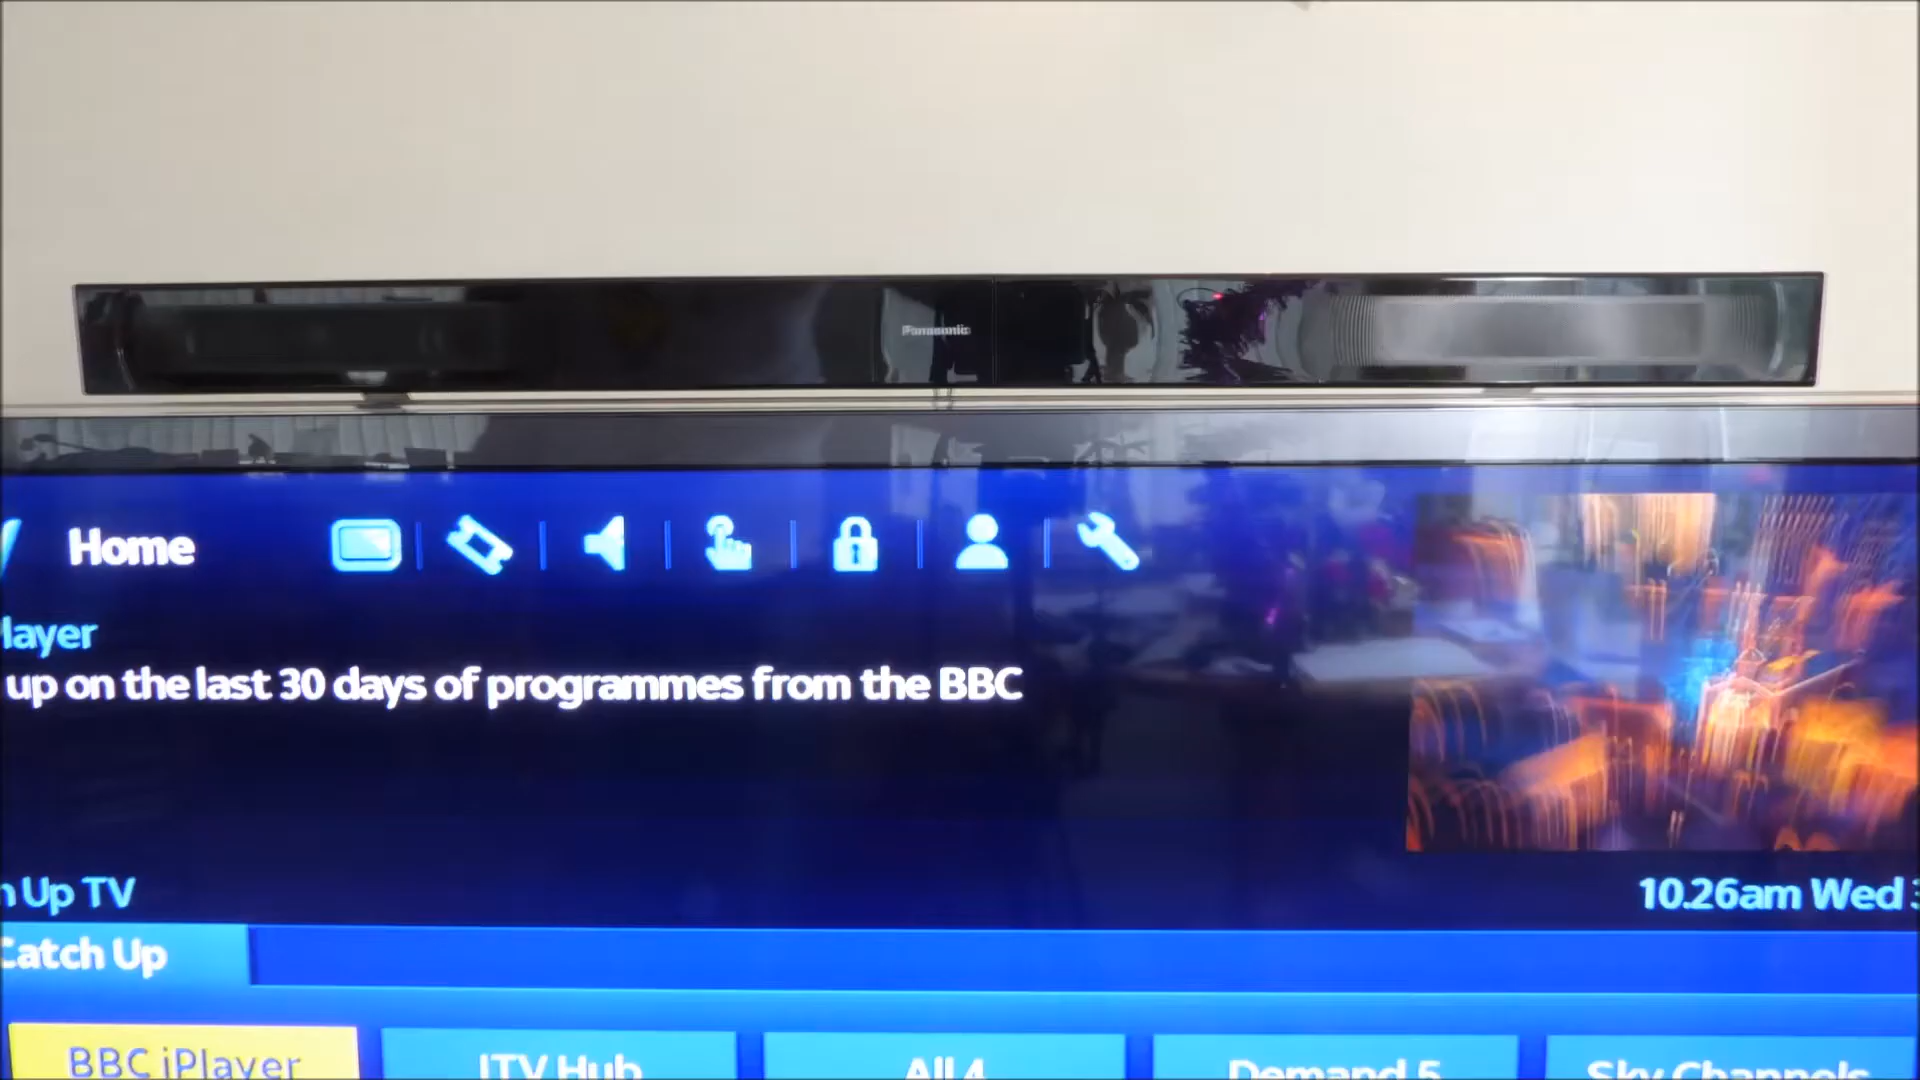 Panasonic
Home
layer
up on the last 30 days of programmes from the BBC
h Up TV
10.26am Wed 3
Catch Up
BBC iPlayer
ITV Hub
All 4
Demand 5
Sky Channels